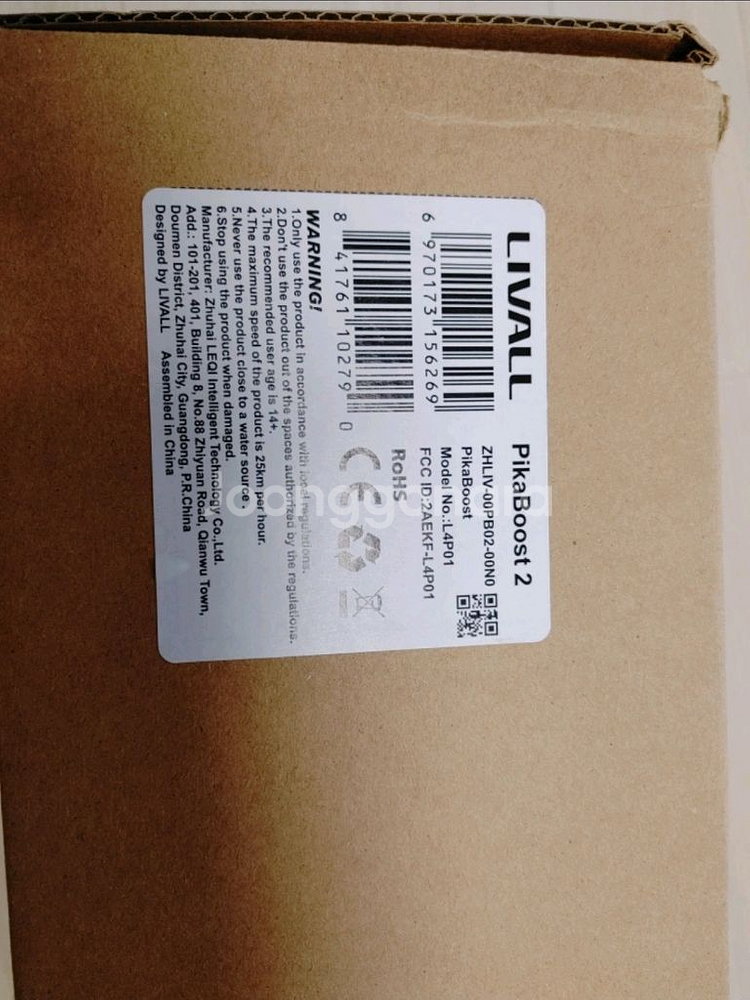 LIVALL
PikaBoost 2
6 970173 156269
ZHLIV-00PB02-00N0
PikaBoost
Model No.:L4P01
FCC ID:2AEKF-L4P01
8 41761 10279 0
RoHS
CE
WARNING!
1.Only use the product in accordance with local regulations.
2.Don't use the product out of the spaces authorized by the regulations.
3.The recommended user age is 14+.
4.The maximum speed of the product is 25km per hour.
5.Never use the product close to a water source.
6.Stop using the product when damaged.
Manufacturer: Zhuhai LEQI Intelligent Technology Co.,Ltd.
Add.: 101-201, 401, Building 8, No.88 Zhiyuan Road, Qianwu Town,
Doumen District, Zhuhai City, Guangdong, P.R.China
Designed by LIVALL Assembled in China